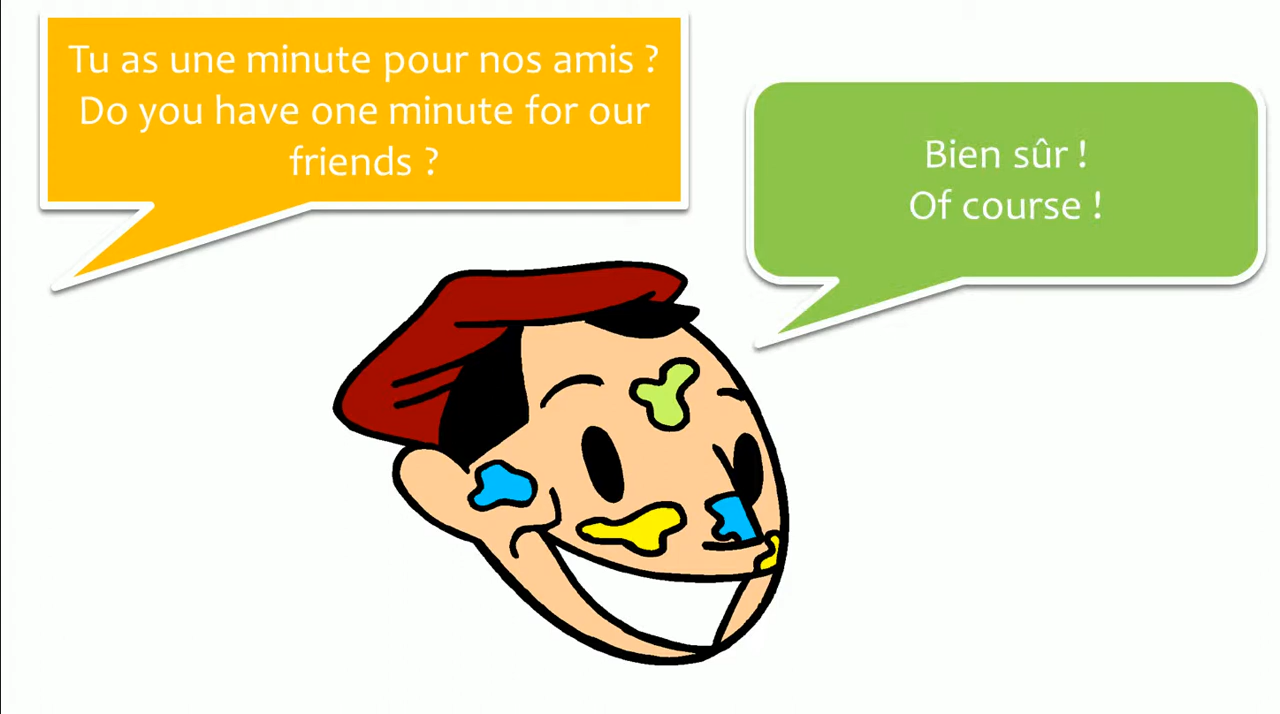 Tu as une minute pour nos amis ?
Do you have one minute for our
friends ?
Bien sûr !
Of course !